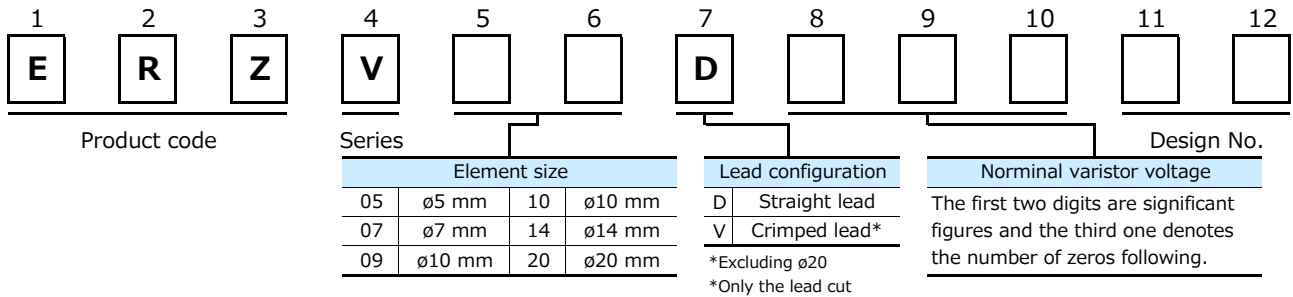 1 2 3 4 5 6 7 8 9 10 11 12
E R Z V D
Product code Series Design No.
Element size
05 ø5 mm 10 ø10 mm
07 ø7 mm 14 ø14 mm
09 ø10 mm 20 ø20 mm
Lead configuration
D Straight lead
V Crimped lead*
*Excluding ø20
*Only the lead cut
Norminal varistor voltage
The first two digits are significant
figures and the third one denotes
the number of zeros following.